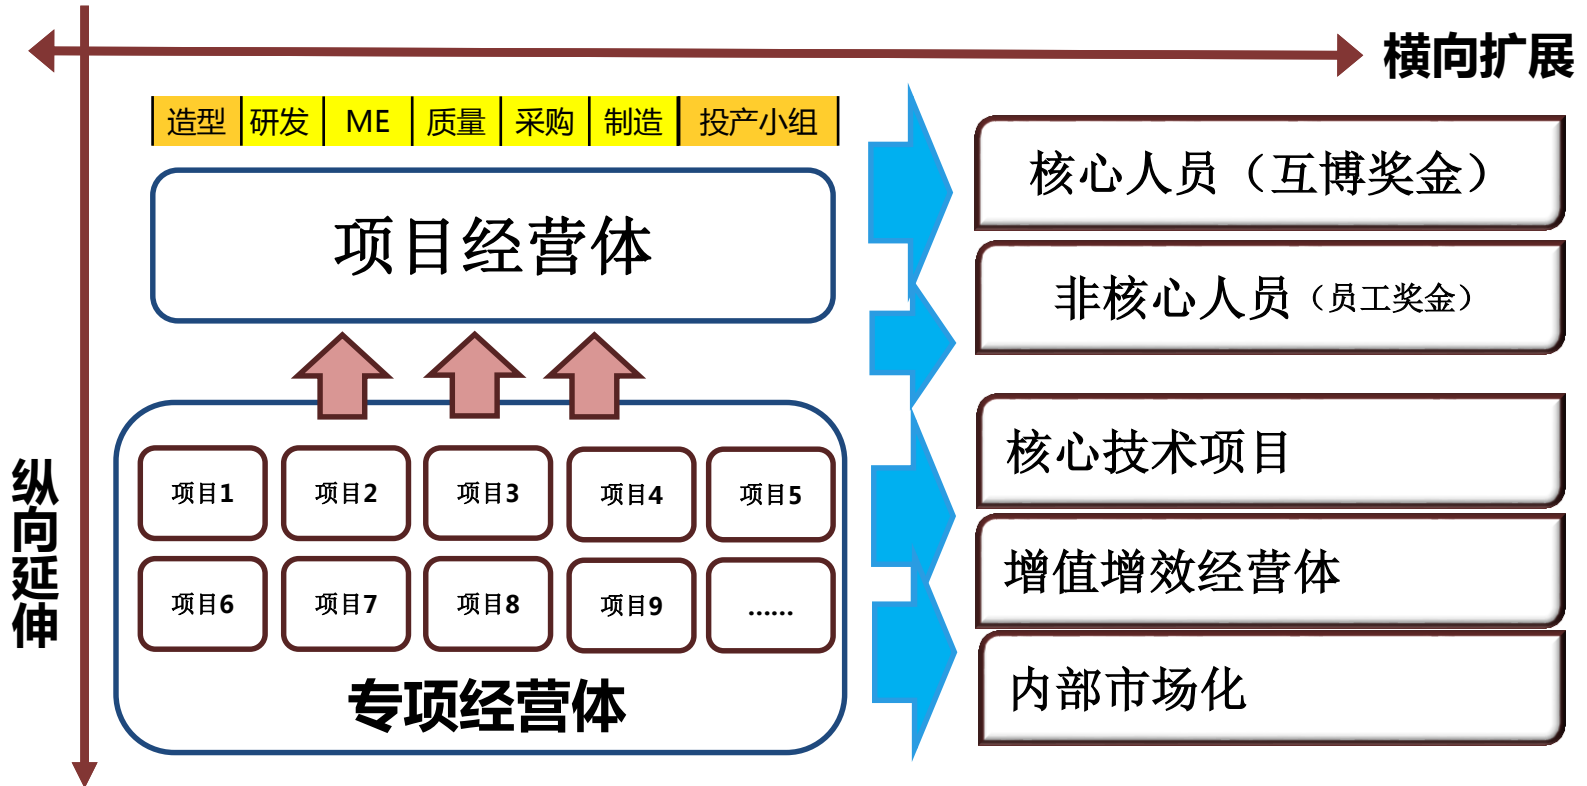 横向扩展
造型 研发 ME 质量 采购 制造 投产小组
项目经营体
核心人员（互博奖金）
非核心人员（员工奖金）
纵向延伸
项目1 项目2 项目3 项目4 项目5
项目6 项目7 项目8 项目9 ……
专项经营体
核心技术项目
增值增效经营体
内部市场化